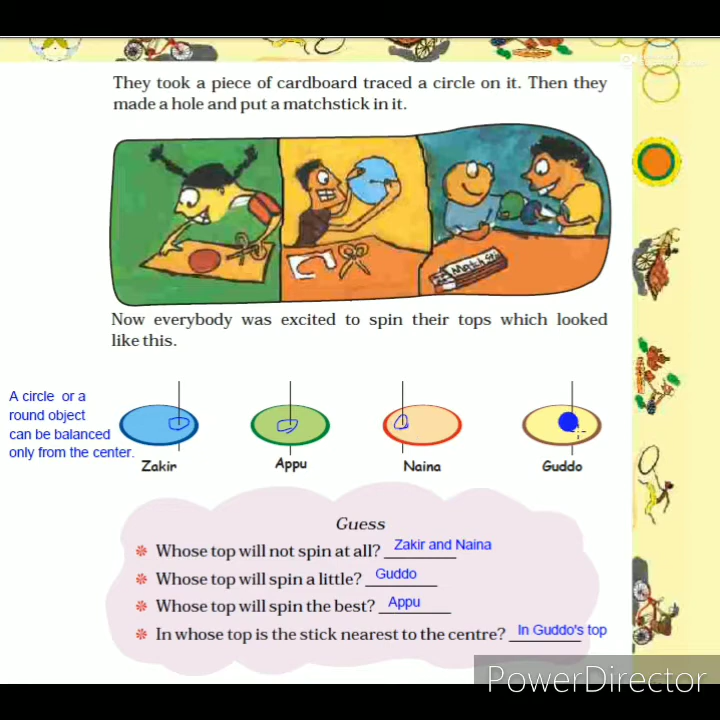 They took a piece of cardboard traced a circle on it. Then they
made a hole and put a matchstick in it.
Now everybody was excited to spin their tops which looked
like this.
A circle or a
round object
can be balanced
only from the center.
Zakir
Appu
Naina
Guddo
Guess
Whose top will not spin at all? Zakir and Naina
Whose top will spin a little? Guddo
Whose top will spin the best? Appu
In whose top is the stick nearest to the centre? In Guddo's top
PowerDirector